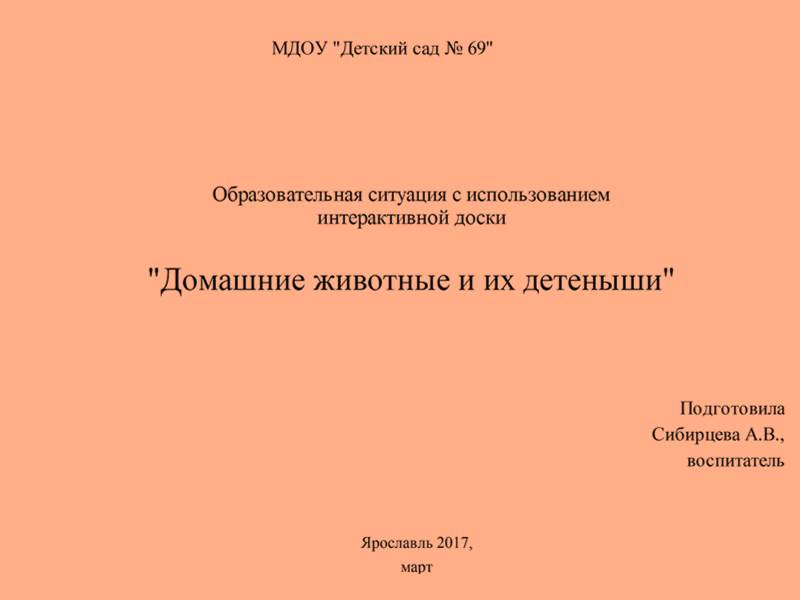 МДОУ "Детский сад № 69"
Образовательная ситуация с использованием
интерактивной доски
"Домашние животные и их детеныши"
Подготовила
Сибирцева А.В.,
воспитатель
Ярославль 2017,
март